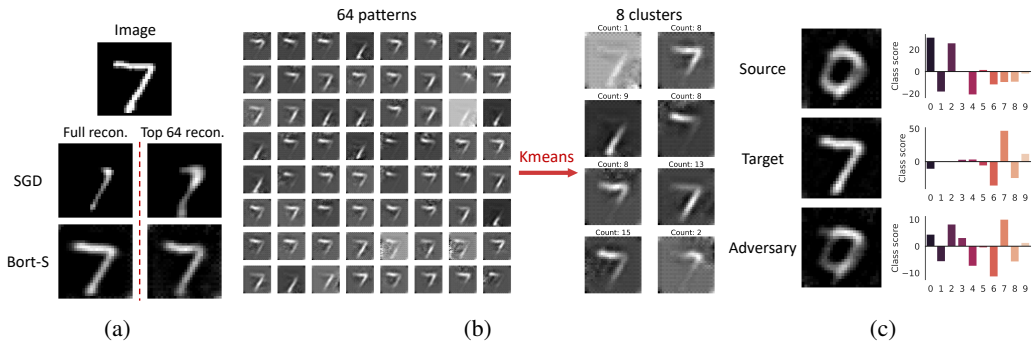 Image
Full recon. Top 64 recon.
SGD
Bort-S
(a)
64 patterns
Kmeans
8 clusters
Count: 1 Count: 8
Count: 9 Count: 8
Count: 8 Count: 13
Count: 15 Count: 2
(b)
Source
Class score
25
0
−20
0 1 2 3 4 5 6 7 8 9
Target
Class score
50
0
0 1 2 3 4 5 6 7 8 9
Adversary
Class score
10
0
−10
0 1 2 3 4 5 6 7 8 9
(c)